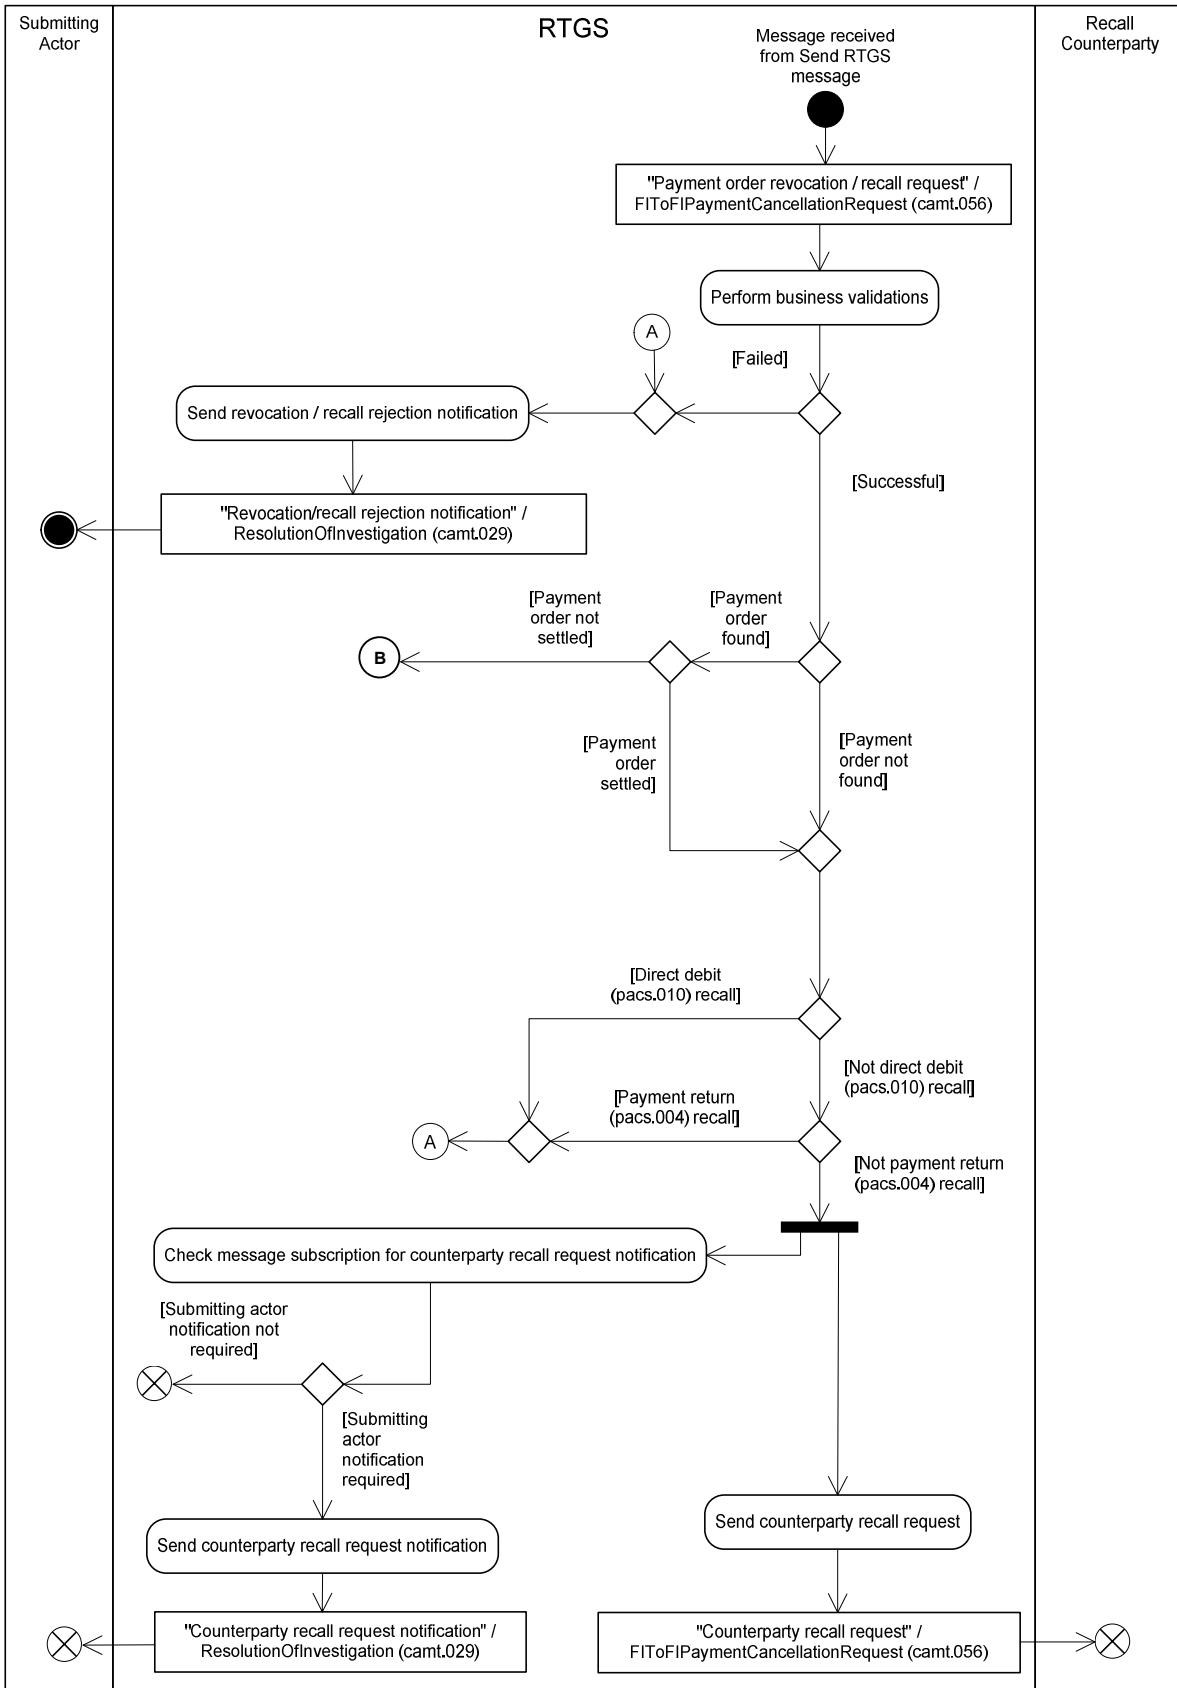 Submitting
Actor
RTGS
Recall
Counterparty
Message received
from Send RTGS
message
"Payment order revocation / recall request" /
FIToFIPaymentCancellationRequest (camt.056)
Perform business validations
A
[Failed]
Send revocation / recall rejection notification
[Successful]
"Revocation/recall rejection notification" /
ResolutionOfInvestigation (camt.029)
[Payment
order not
settled]
[Payment
order
found]
B
[Payment
order
settled]
[Payment
order not
found]
[Direct debit
(pacs.010) recall]
[Not direct debit
(pacs.010) recall]
[Payment return
(pacs.004) recall]
A
[Not payment return
(pacs.004) recall]
Check message subscription for counterparty recall request notification
[Submitting actor
notification not
required]
[Submitting
actor
notification
required]
Send counterparty recall request
Send counterparty recall request notification
"Counterparty recall request notification" /
ResolutionOfInvestigation (camt.029)
"Counterparty recall request" /
FIToFIPaymentCancellationRequest (camt.056)